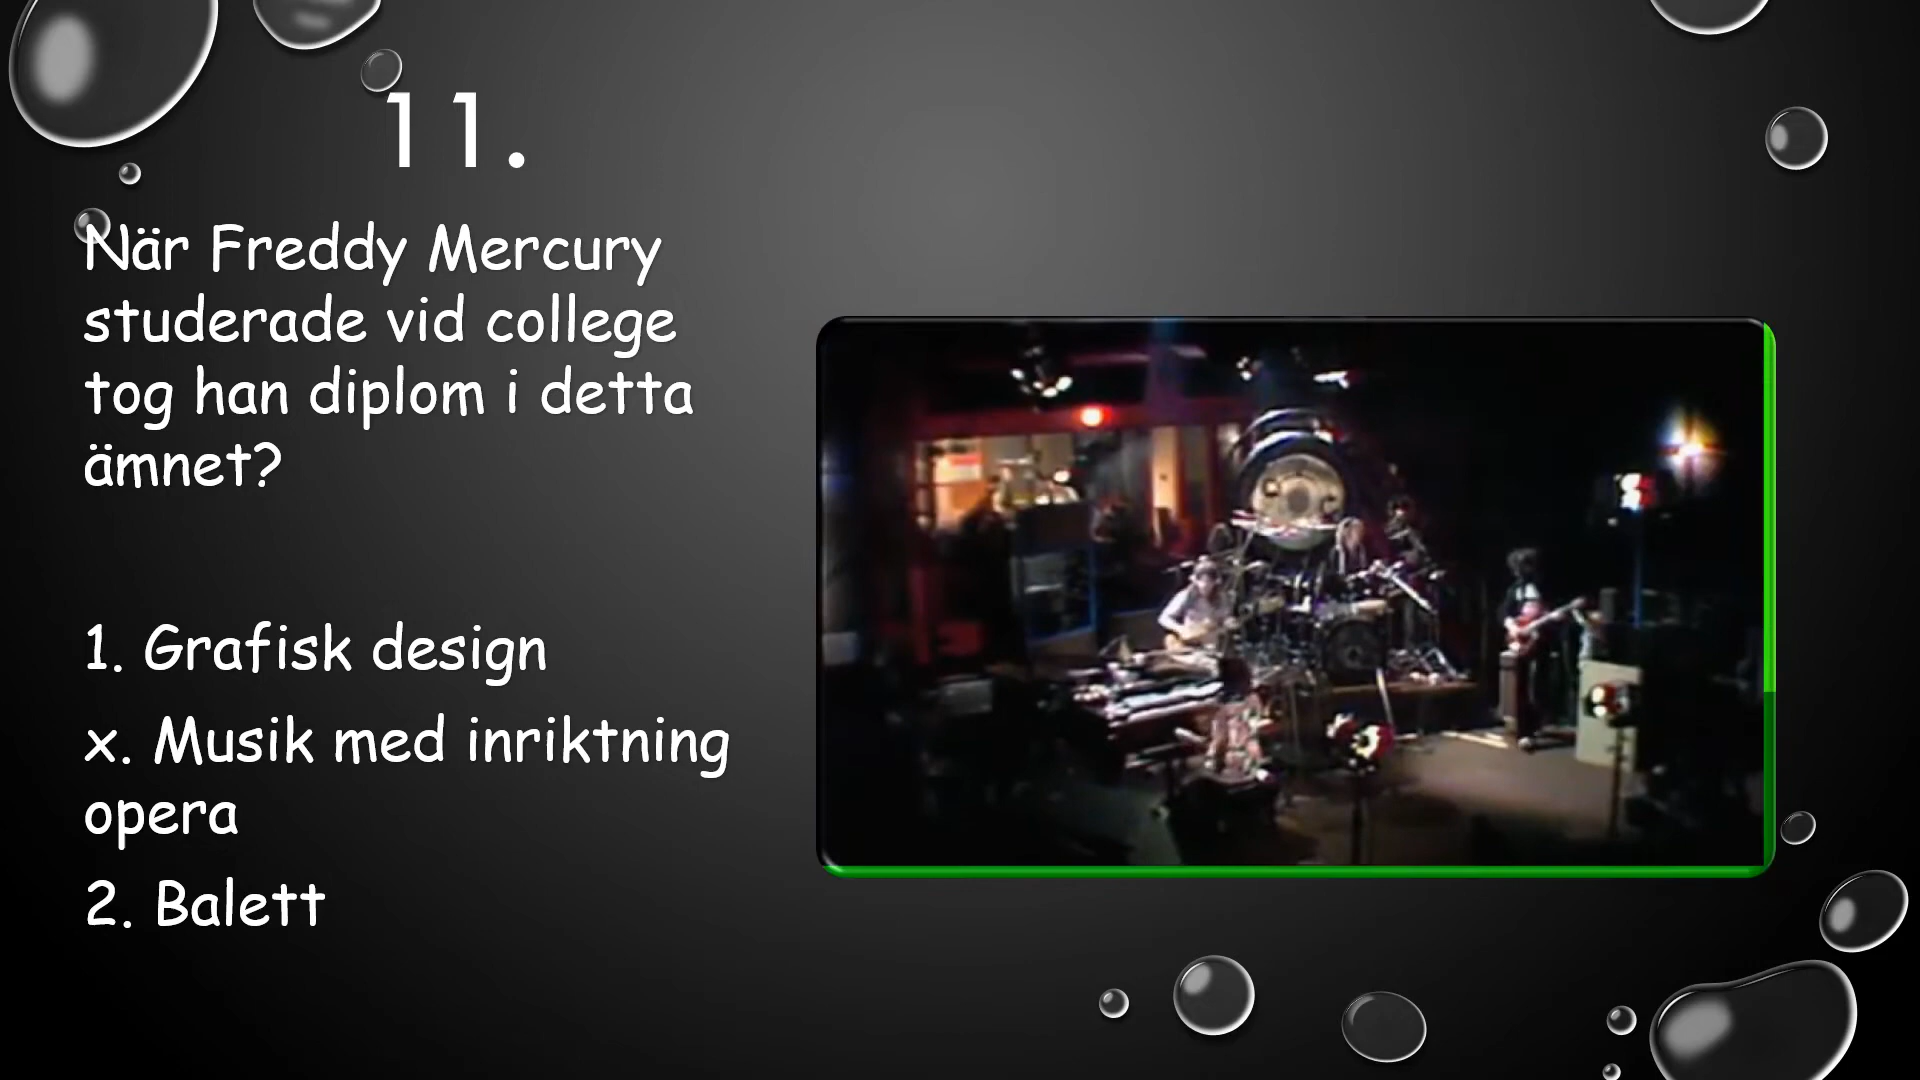 11.
När Freddy Mercury
studerade vid college
tog han diplom i detta
ämnet?
1. Grafisk design
x. Musik med inriktning
opera
2. Balett